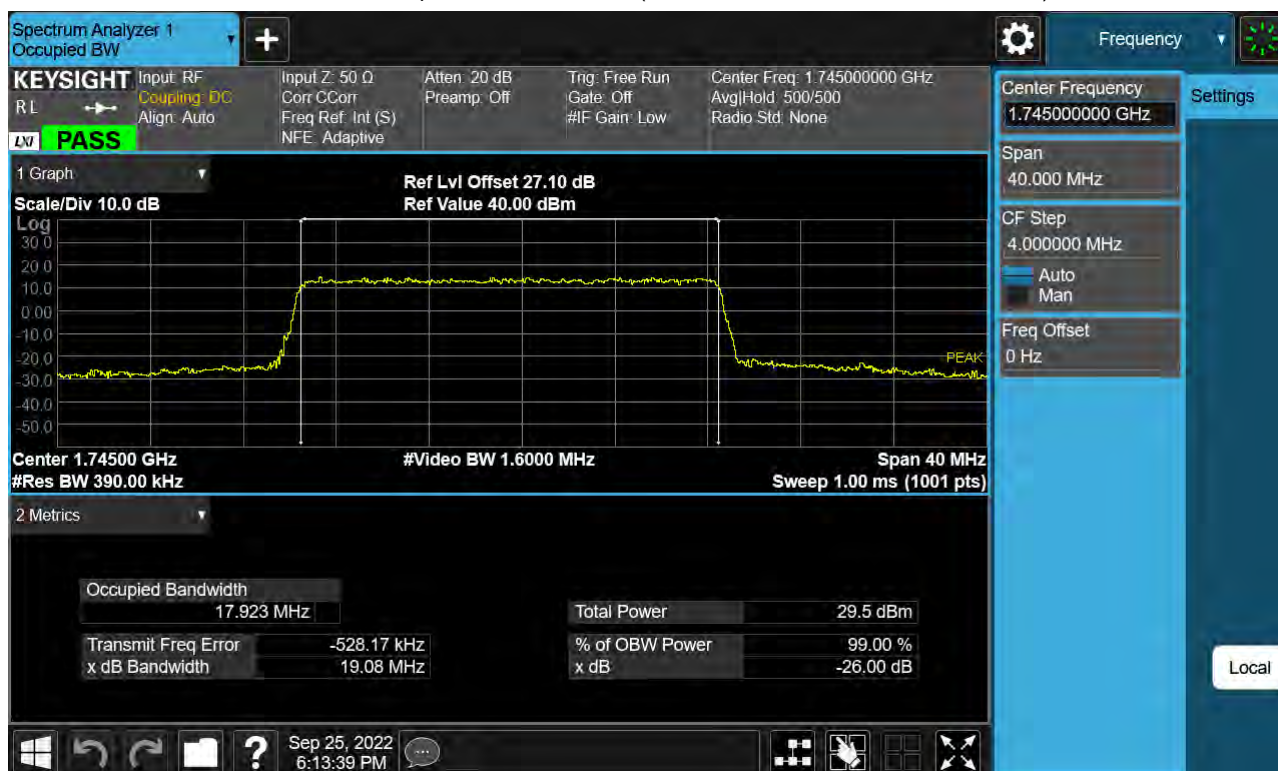 Spectrum Analyzer 1
Occupied BW
Frequency
KEYSIGHT
R L
LXI
PASS
Input: RF
Coupling: DC
Align: Auto
Input Z: 50 Ω
Corr CCorr
Freq Ref: Int (S)
NFE: Adaptive
Atten: 20 dB
Preamp: Off
Trig: Free Run
Gate: Off
#IF Gain: Low
Center Freq: 1.745000000 GHz
Avg|Hold: 500/500
Radio Std: None
1 Graph
Scale/Div 10.0 dB
Ref Lvl Offset 27.10 dB
Ref Value 40.00 dBm
Log
30.0
20.0
10.0
0.00
-10.0
-20.0
-30.0
-40.0
-50.0
PEAK
Center 1.74500 GHz
#Video BW 1.6000 MHz
Span 40 MHz
#Res BW 390.00 kHz
Sweep 1.00 ms (1001 pts)
2 Metrics
Occupied Bandwidth
17.923 MHz
Total Power 29.5 dBm
Transmit Freq Error -528.17 kHz
% of OBW Power 99.00 %
x dB Bandwidth 19.08 MHz
x dB -26.00 dB
Center Frequency
1.745000000 GHz
Settings
Span
40.000 MHz
CF Step
4.000000 MHz
Auto
Man
Freq Offset
0 Hz
Local
?
Sep 25, 2022
6:13:39 PM